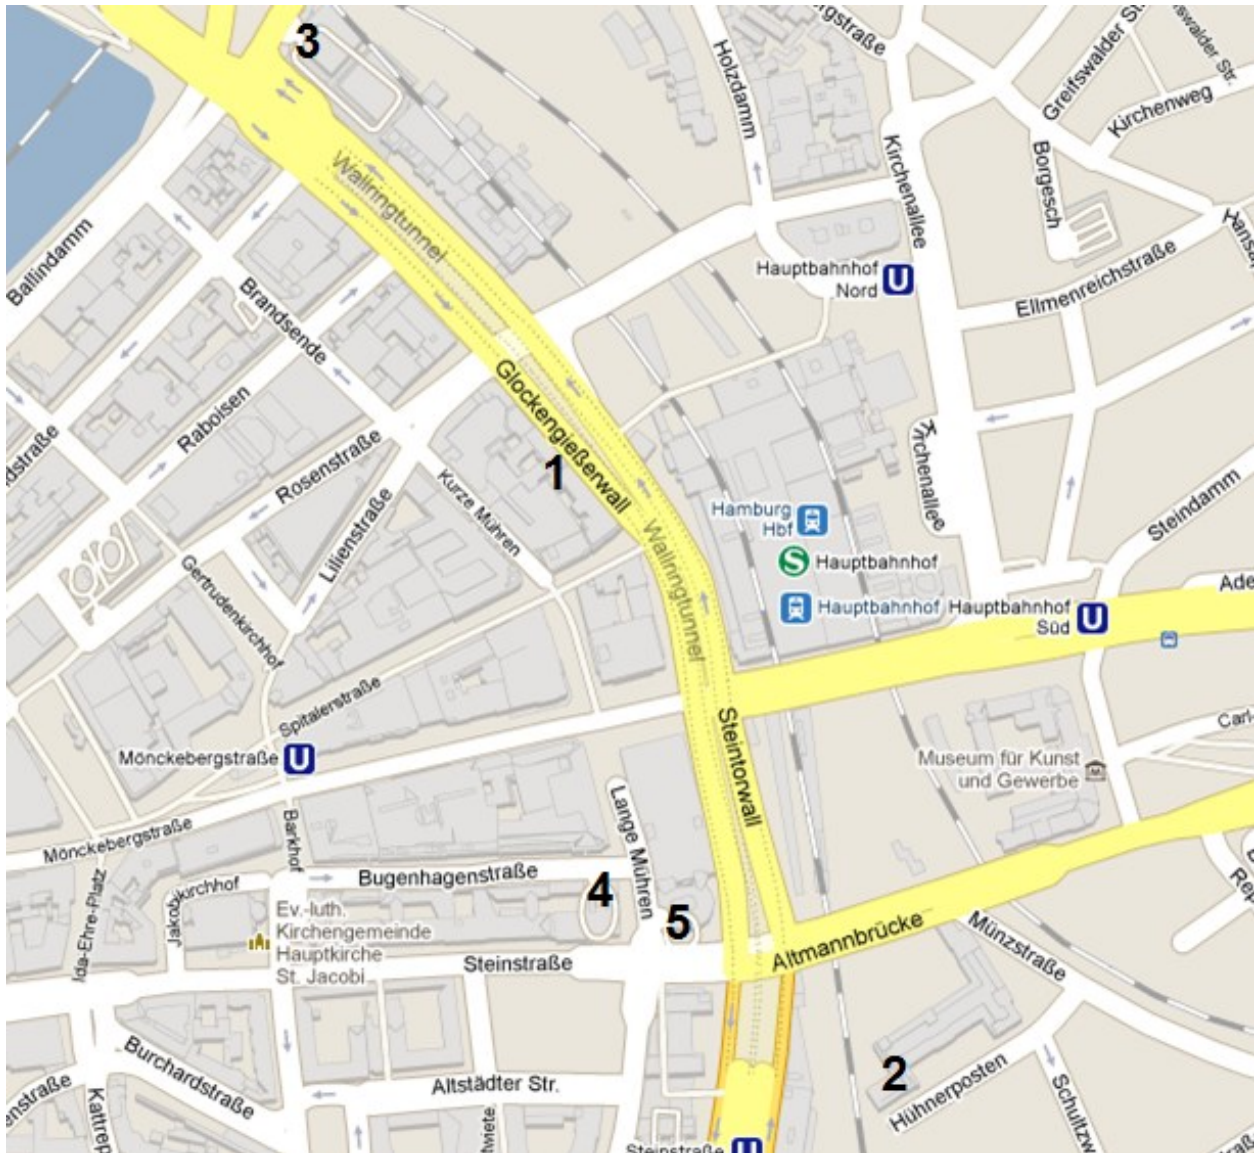 3
Holzdamm
Greifswalder Str.
Kirchenweg
Kirchenallee
Borgesch
Wallringtunnel
Ballindamm
Hauptbahnhof
Nord
U
Ellmenreichstraße
Brandsende
Raboisen
Glockengießerwall
Rosenstraße
1
Kurze Mühren
Lilienstraße
Kirchenallee
Steindamm
Hamburg
Hbf
S Hauptbahnhof
Hauptbahnhof
Wallringtunnel
Hauptbahnhof
Süd
U
Gertrudenkirchhof
Spitalerstraße
Mönckebergstraße
U
Steintorwall
Museum für Kunst
und Gewerbe
M
Lange Mühren
Mönckebergstraße
Barkhof
Bugenhagenstraße
4
5
Jakobikirchhof
Ida-Ehre-Platz
Ev.-luth.
Kirchengemeinde
Hauptkirche
St. Jacobi
Steinstraße
Altmannbrücke
Münzstraße
2
Hühnerposten
Burchardstraße
Altstädter Str.
Kattrep
Schultzw
Steinstraße
U